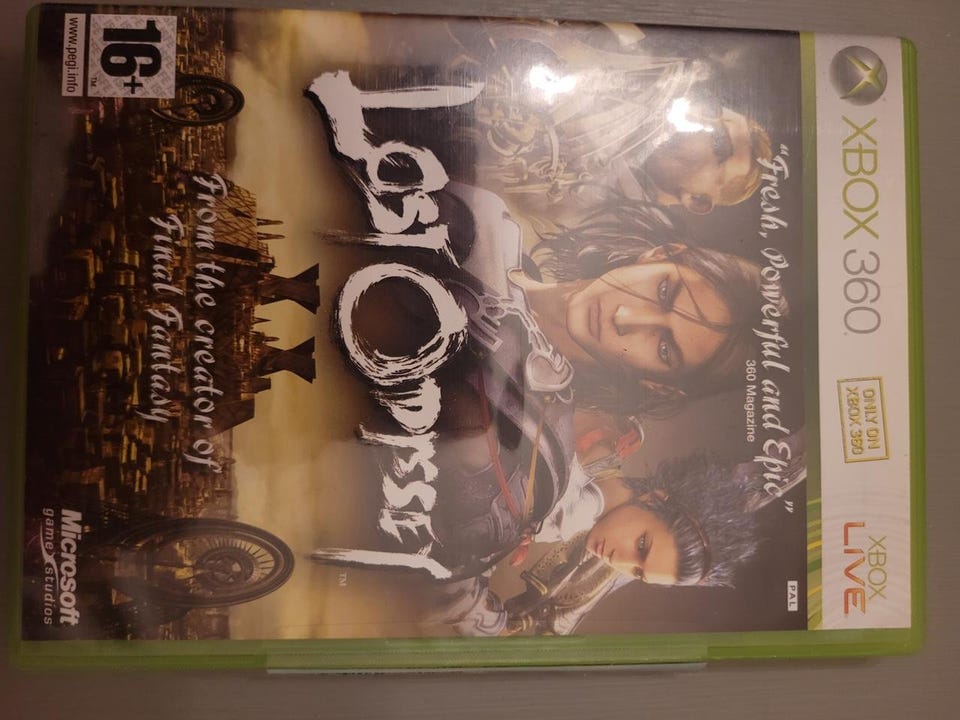 XBOX 360
ONLY ON
XBOX 360
XBOX
LIVE
PAL
"Fresh, Powerful and Epic"
360 Magazine
LOST ODYSSEY
TM
From the creator of
Final Fantasy
16+
TM
www.pegi.info
Microsoft
game studios